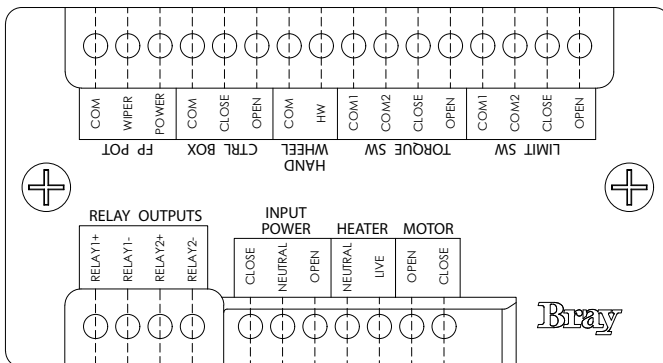 COM WIPER POWER COM CLOSE OPEN COM HW COM1 COM2 CLOSE OPEN COM1 COM2 CLOSE OPEN
FP POT CTRL BOX HAND WHEEL TORQUE SW LIMIT SW
RELAY OUTPUTS
INPUT
POWER HEATER MOTOR
RELAY1+ RELAY1- RELAY2+ RELAY2- CLOSE NEUTRAL OPEN NEUTRAL LIVE OPEN CLOSE
Bray